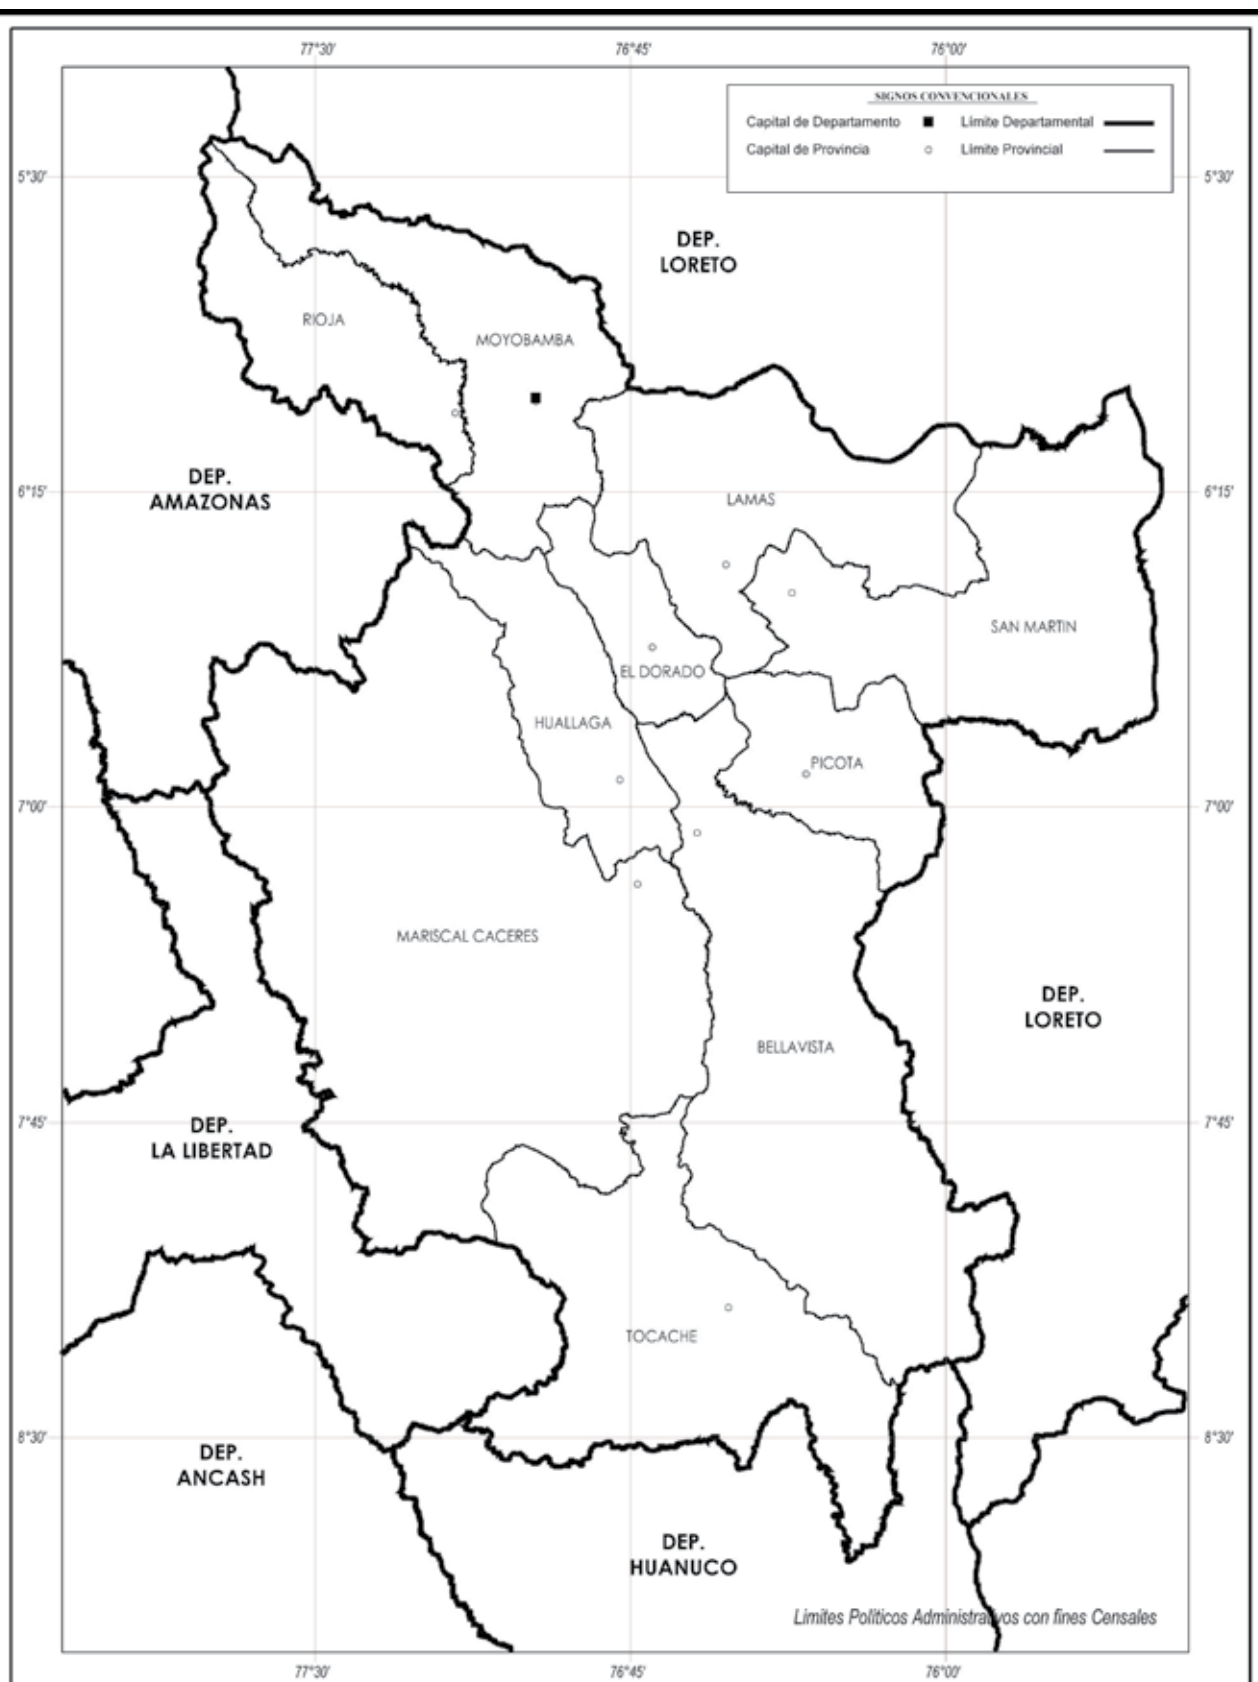 77°30'
76°45'
76°00'
SIGNOS CONVENCIONALES
Capital de Departamento
Límite Departamental
Capital de Provincia
Límite Provincial
5°30'
5°30'
DEP.
LORETO
RIOJA
MOYOBAMBA
DEP.
AMAZONAS
6°15'
6°15'
LAMAS
SAN MARTIN
EL DORADO
HUALLAGA
PICOTA
7°00'
7°00'
MARISCAL CACERES
DEP.
LORETO
BELLAVISTA
7°45'
7°45'
DEP.
LA LIBERTAD
TOCACHE
8°30'
8°30'
DEP.
ANCASH
DEP.
HUANUCO
Limites Políticos Administrativos con fines Censales
77°30'
76°45'
76°00'